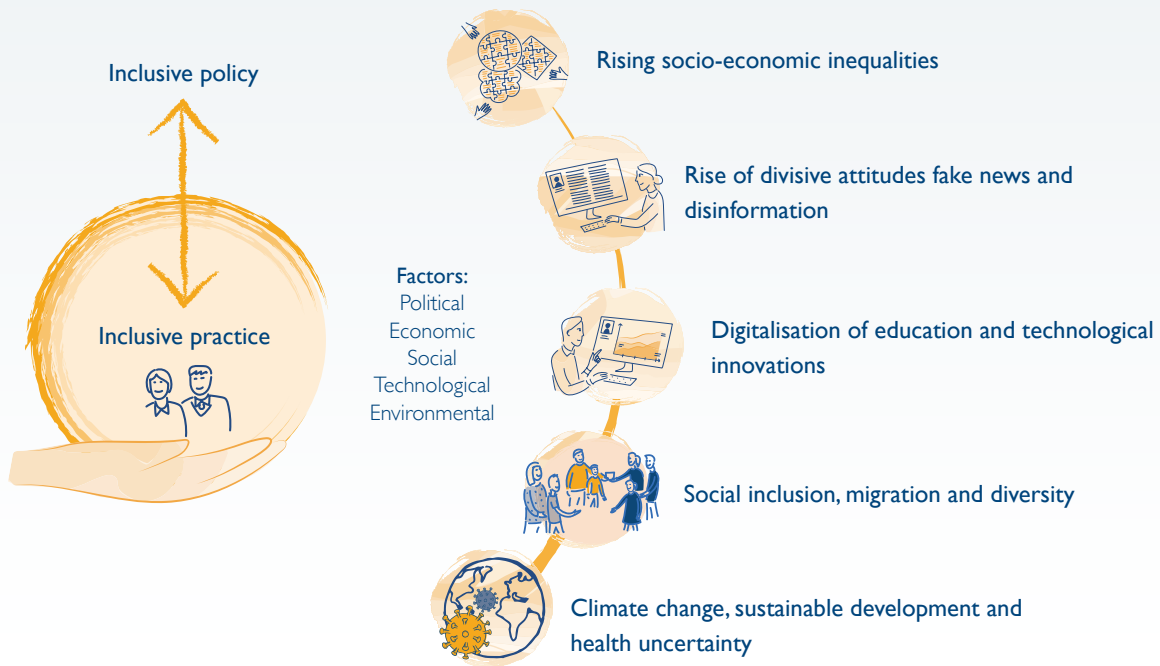 Inclusive policy
Inclusive practice
Factors:
Political
Economic
Social
Technological
Environmental
Rising socio-economic inequalities
Rise of divisive attitudes fake news and
disinformation
Digitalisation of education and technological
innovations
Social inclusion, migration and diversity
Climate change, sustainable development and
health uncertainty